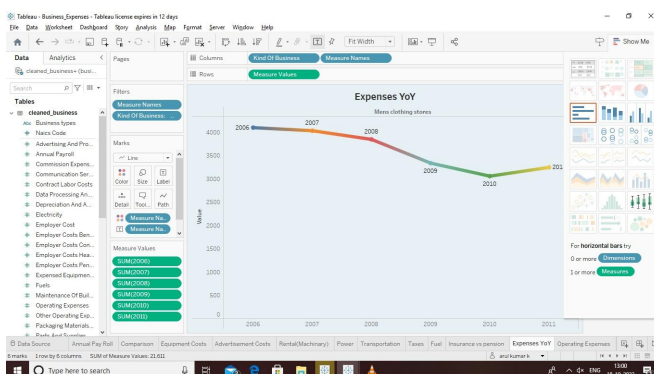 Tableau - Business_Expenses - Tableau license expires in 12 days
File Data Worksheet Dashboard Story Analysis Map Format Server Window Help
Fit Width
Show Me
Data Analytics
cleaned_business+ (busi...
Search
Tables
cleaned_business
Abc Business types
Naics Code
Advertising And Pro...
Annual Payroll
Commission Expens...
Communication Ser...
Contract Labor Costs
Data Processing An...
Depreciation And A...
Electricity
Employer Cost
Employer Costs Ben...
Employer Costs Con...
Employer Costs Hea...
Employer Costs Pen...
Expensed Equipmen...
Fuels
Maintenance Of Buil...
Operating Expenses
Other Operating Exp...
Packaging Materials...
Parts And Supplies
Pages
Filters
Measure Names
Kind Of Business: ...
Marks
Line
Color Size Label
Detail Tool... Path
Measure Na..
Measure Na..
Measure Values
SUM(2006)
SUM(2007)
SUM(2008)
SUM(2009)
SUM(2010)
SUM(2011)
Columns Kind Of Business Measure Names
Rows Measure Values
Expenses YoY
Mens clothing stores
Value
4000
3500
3000
2500
2000
1500
1000
500
0
2006
2007
2008
2009
2010
201
2006 2007 2008 2009 2010 2011
For horizontal bars try
0 or more Dimensions
1 or more Measures
Data Source Annual Pay Roll Comparison Equipment Costs Advertisement Costs Rental(Machinary) Power Transportation Taxes Fuel Insurance vs pension Expenses YoY Operating Expenses
6 marks 1 row by 6 columns SUM of Measure Values: 21,611
arul kumar k
Type here to search
ENG
13:00